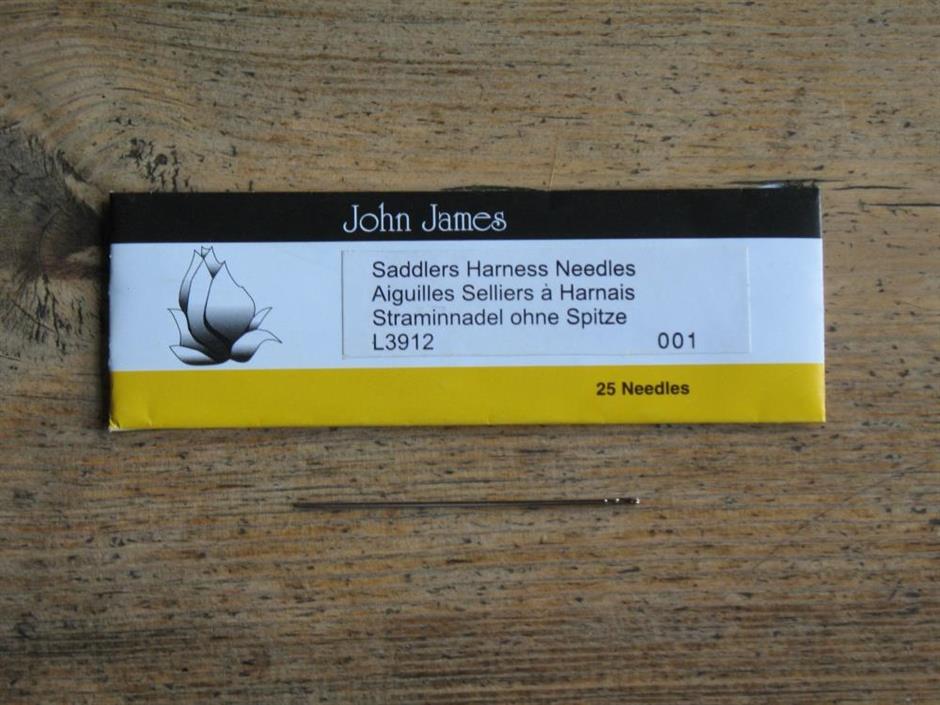 John James
Saddlers Harness Needles
Aiguilles Selliers à Harnais
Straminnadel ohne Spitze
L3912 001
25 Needles